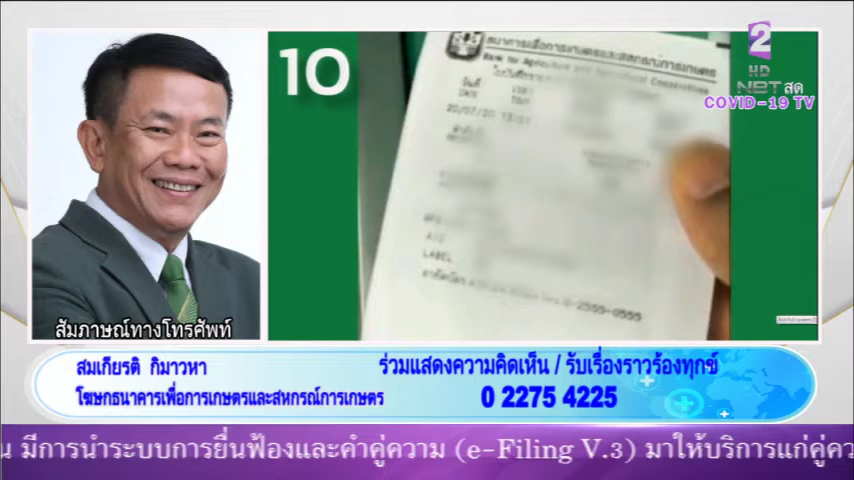 10
ธนาคารเพื่อการเกษตรและสหกรณ์การเกษตร
Bank for Agriculture and Agricultural Cooperatives
วันที่
DATE
20/07/20
LABEL
0-2555-0555
2
HD
NBT สด
COVID-19 TV
สัมภาษณ์ทางโทรศัพท์
สมเกียรติ กิมาวหา
โฆษกธนาคารเพื่อการเกษตรและสหกรณ์การเกษตร
ร่วมแสดงความคิดเห็น / รับเรื่องราวร้องทุกข์
0 2275 4225
มีการนำระบบการยื่นฟ้องและคำคู่ความ (e-Filing V.3) มาให้บริการแก่คู่คว